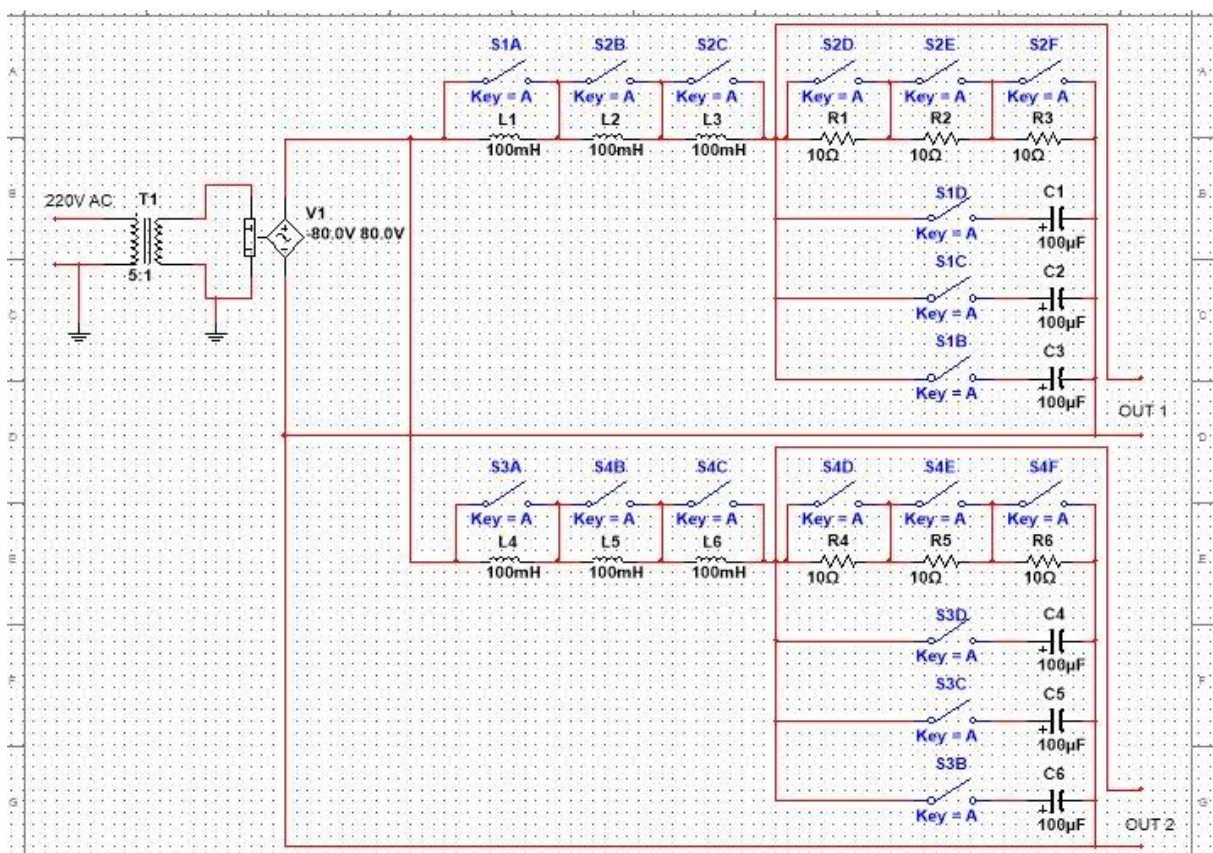 S1A S2B S2C S2D S2E S2F
A A
Key = A Key = A Key = A Key = A Key = A Key = A
L1 L2 L3 R1 R2 R3
100mH 100mH 100mH 10Ω 10Ω 10Ω
B B
220V AC T1 S1D C1
V1
-80.0V 80.0V
Key = A + 100µF
5:1
S1C C2
C C
Key = A + 100µF
S1B C3
Key = A + 100µF
OUT 1
D D
S3A S4B S4C S4D S4E S4F
Key = A Key = A Key = A Key = A Key = A Key = A
L4 L5 L6 R4 R5 R6
E E
100mH 100mH 100mH 10Ω 10Ω 10Ω
S3D C4
Key = A + 100µF
F F
S3C C5
Key = A + 100µF
S3B C6
G G
Key = A + 100µF
OUT 2